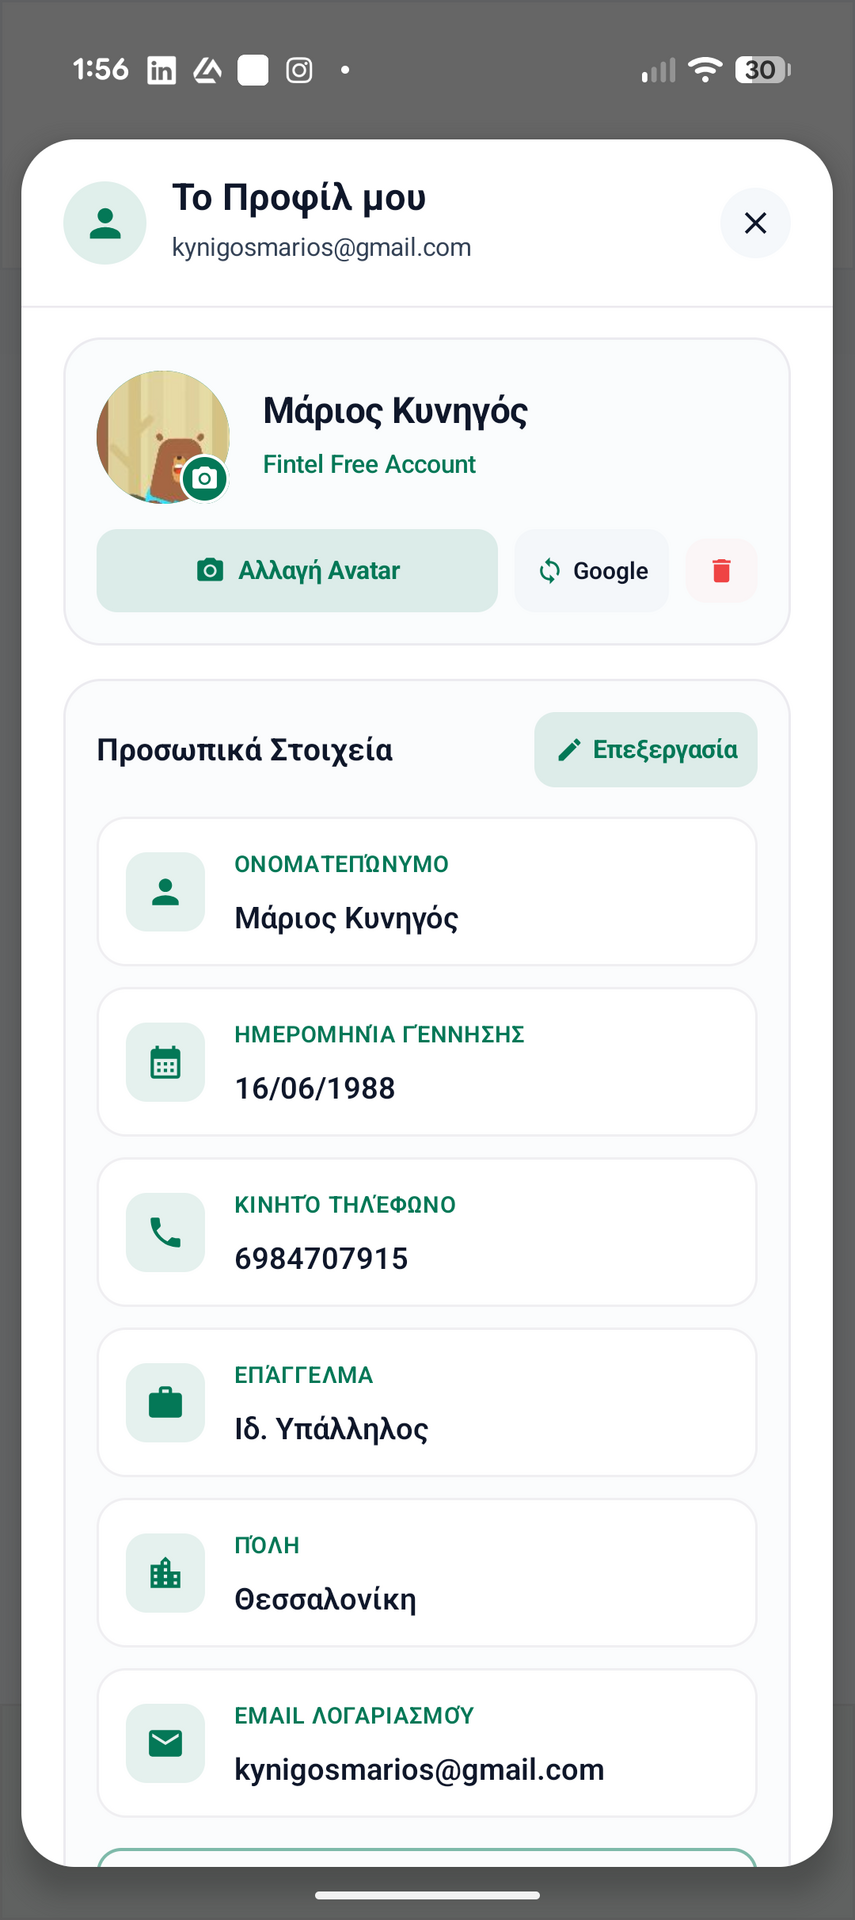 1:56
30
Το Προφίλ μου
kynigosmarios@gmail.com
Μάριος Κυνηγός
Fintel Free Account
Αλλαγή Avatar
Google
Προσωπικά Στοιχεία
Επεξεργασία
ΟΝΟΜΑΤΕΠΏΝΥΜΟ
Μάριος Κυνηγός
ΗΜΕΡΟΜΗΝΊΑ ΓΈΝΝΗΣΗΣ
16/06/1988
ΚΙΝΗΤΌ ΤΗΛΈΦΩΝΟ
6984707915
ΕΠΆΓΓΕΛΜΑ
Ιδ. Υπάλληλος
ΠΌΛΗ
Θεσσαλονίκη
EMAIL ΛΟΓΑΡΙΑΣΜΟΎ
kynigosmarios@gmail.com